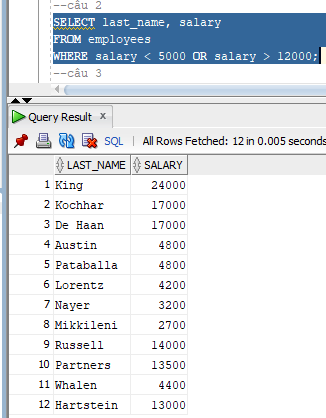 --câu 2
SELECT last_name, salary
FROM employees
WHERE salary < 5000 OR salary > 12000;
--câu 3
Query Result x
SQL | All Rows Fetched: 12 in 0.005 seconds
LAST_NAME SALARY
1 King 24000
2 Kochhar 17000
3 De Haan 17000
4 Austin 4800
5 Pataballa 4800
6 Lorentz 4200
7 Nayer 3200
8 Mikkileni 2700
9 Russell 14000
10 Partners 13500
11 Whalen 4400
12 Hartstein 13000